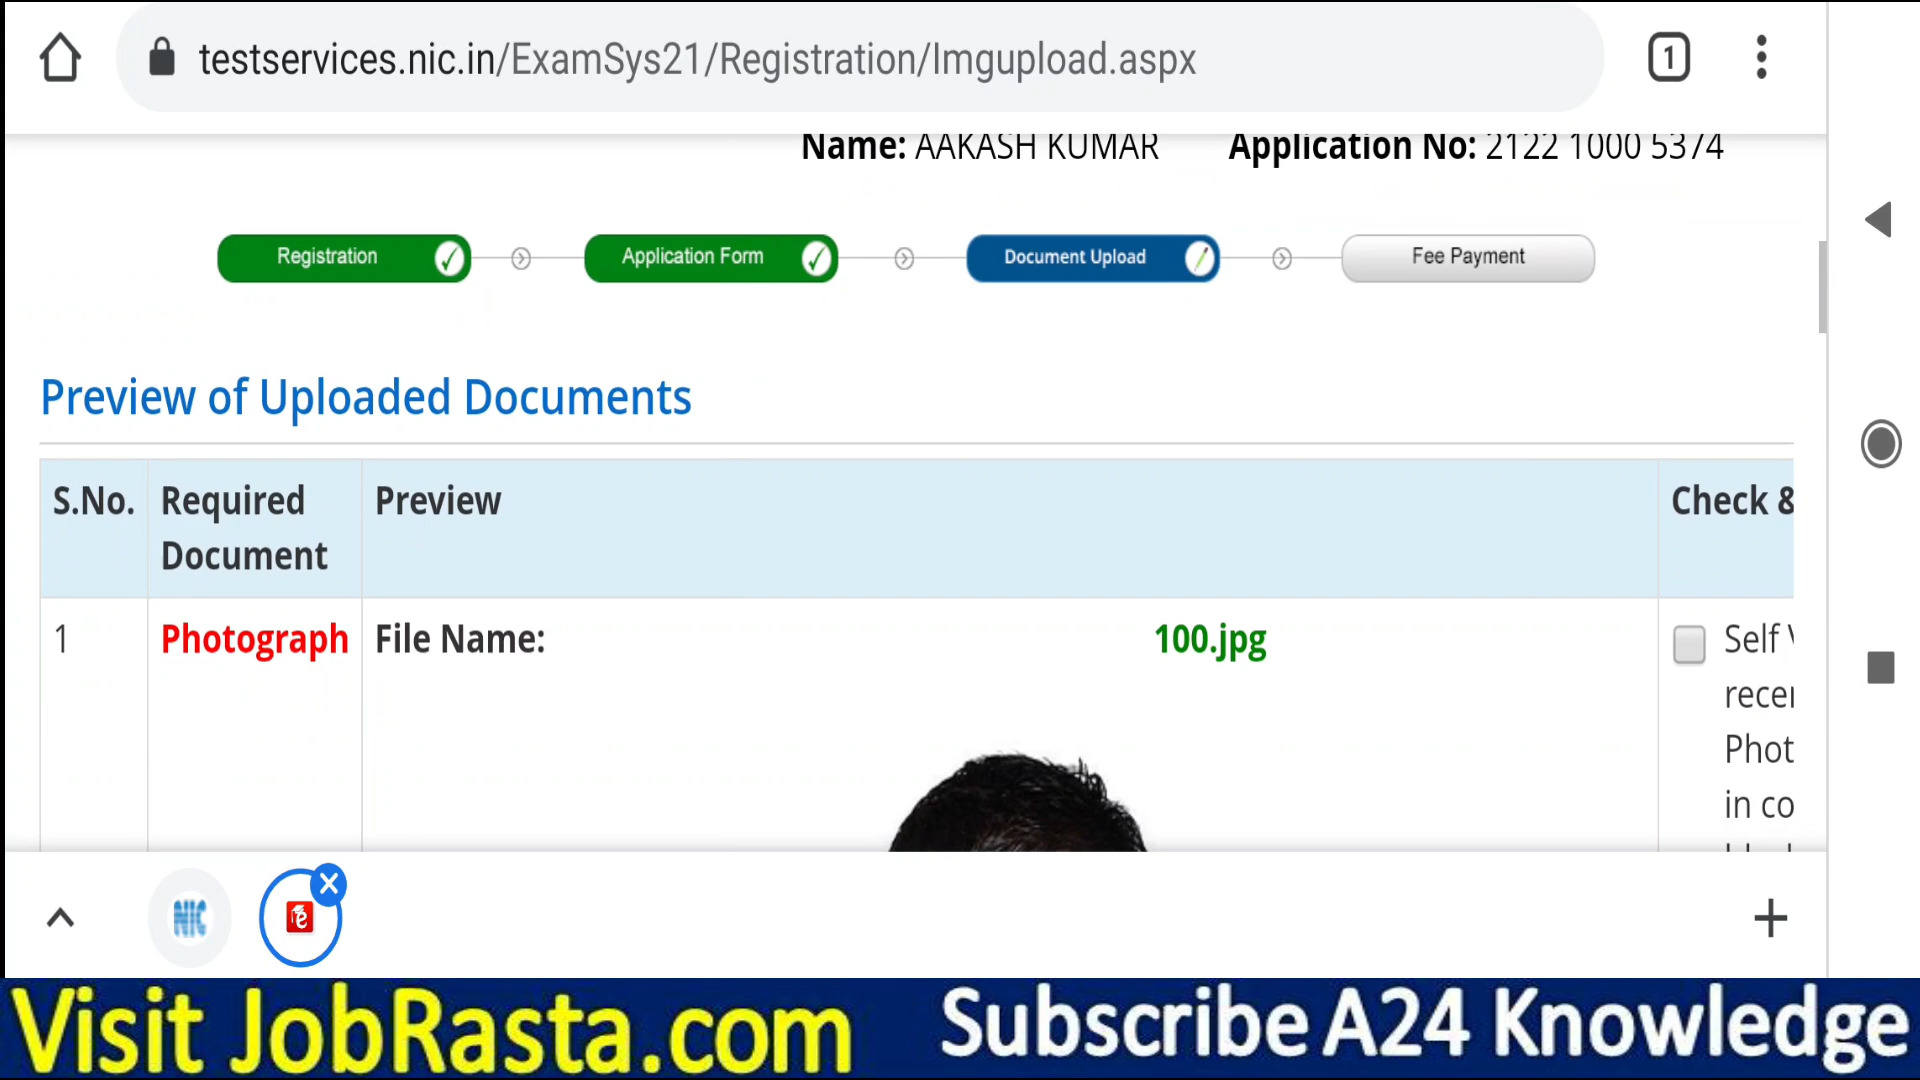 testservices.nic.in/ExamSys21/Registration/Imgupload.aspx
1
Name: AAKASH KUMAR Application No: 2122 1000 5374
Registration Application Form Document Upload Fee Payment
Preview of Uploaded Documents
S.No. Required Document Preview Check &
1 Photograph File Name: 100.jpg Self
recer
Phot
in co
NIC
Visit JobRasta.com Subscribe A24 Knowledge